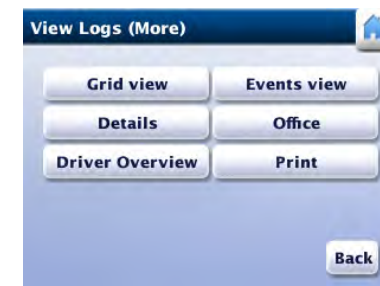 View Logs (More)
Grid view
Events view
Details
Office
Driver Overview
Print
Back